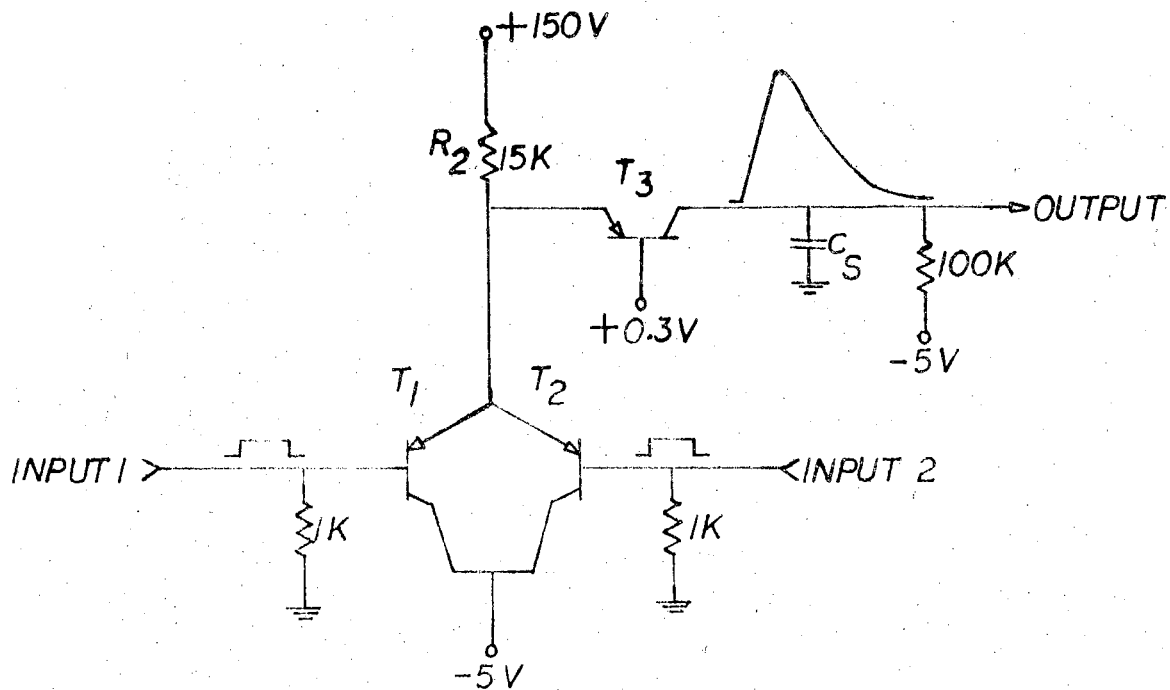 +150V
R2 15K
T3
OUTPUT
CS
100K
+0.3V
-5V
T1 T2
INPUT 1
INPUT 2
1K
1K
-5V